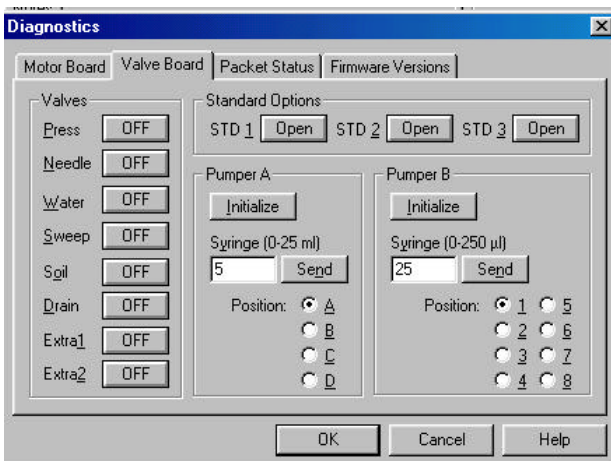 Diagnostics
Motor Board Valve Board Packet Status Firmware Versions
Valves
Press OFF
Needle OFF
Water OFF
Sweep OFF
Soil OFF
Drain OFF
Extra1 OFF
Extra2 OFF
Standard Options
STD 1 Open STD 2 Open STD 3 Open
Pumper A
Initialize
Syringe (0-25 ml)
5 Send
Position: A
B
C
D
Pumper B
Initialize
Syringe (0-250 µl)
25 Send
Position: 1 5
2 6
3 7
4 8
OK Cancel Help